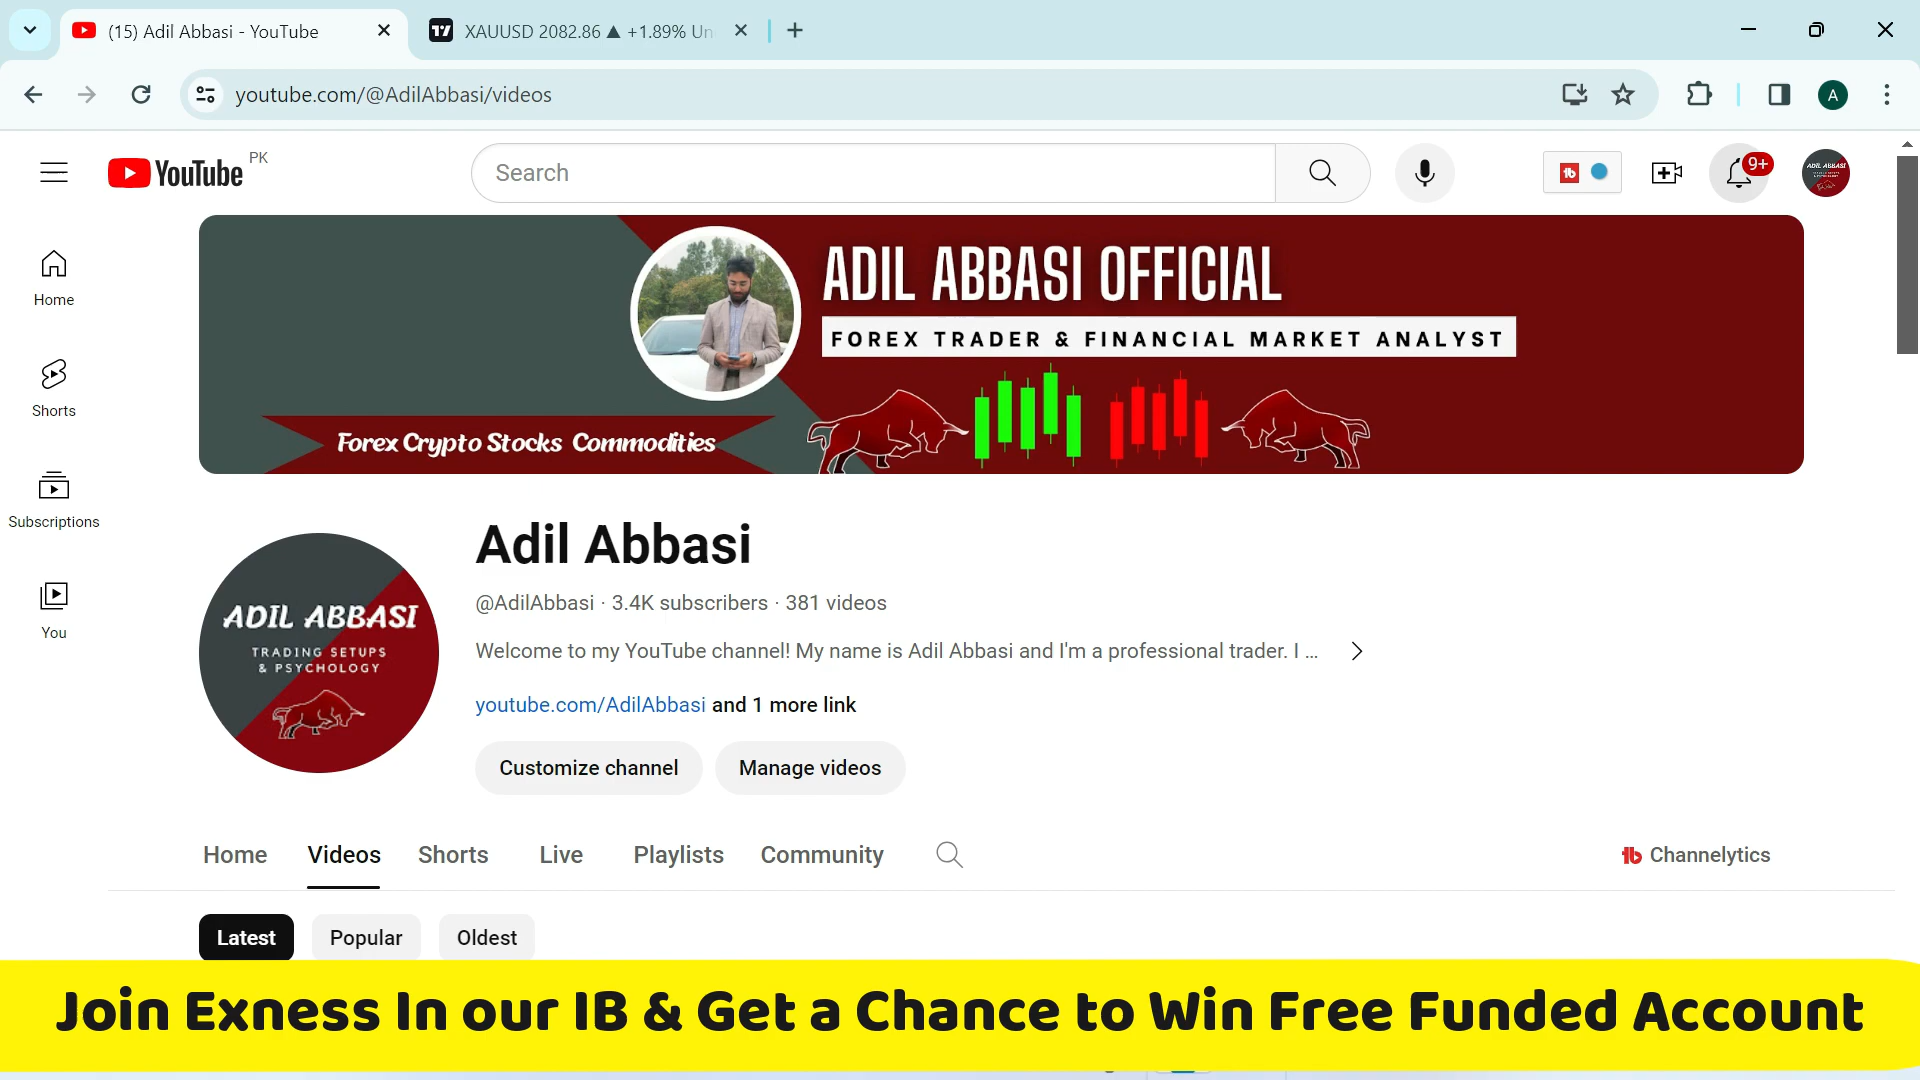 (15) Adil Abbasi - YouTube
XAUUSD 2082.86 ▲ +1.89% Un
youtube.com/@AdilAbbasi/videos
A
YouTube PK
Search
9+
Home
Shorts
Subscriptions
You
ADIL ABBASI OFFICIAL
FOREX TRADER & FINANCIAL MARKET ANALYST
Forex Crypto Stocks Commodities
ADIL ABBASI
TRADING SETUPS
& PSYCHOLOGY
Adil Abbasi
@AdilAbbasi · 3.4K subscribers · 381 videos
Welcome to my YouTube channel! My name is Adil Abbasi and I'm a professional trader. I ...
youtube.com/AdilAbbasi and 1 more link
Customize channel
Manage videos
Home
Videos
Shorts
Live
Playlists
Community
Channelytics
Latest
Popular
Oldest
Join Exness In our IB & Get a Chance to Win Free Funded Account